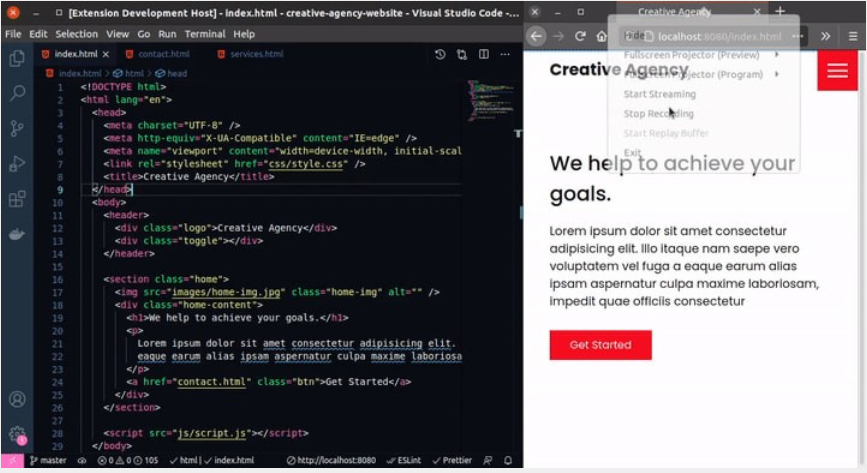 [Extension Development Host] - index.html - creative-agency-website - Visual Studio Code - ...
File Edit Selection View Go Run Terminal Help
index.html
contact.html
services.html
index.html > html > head
1 <!DOCTYPE html>
2 <html lang="en">
3 <head>
4 <meta charset="UTF-8" />
5 <meta http-equiv="X-UA-Compatible" content="IE=edge" />
6 <meta name="viewport" content="width=device-width, initial-scal
7 <link rel="stylesheet" href="css/style.css" />
8 <title>Creative Agency</title>
9 </head>
10 <body>
11 <header>
12 <div class="logo">Creative Agency</div>
13 <div class="toggle"></div>
14 </header>
15
16 <section class="home">
17 <img src="images/home-img.jpg" class="home-img" alt="" />
18 <div class="home-content">
19 <h1>We help to achieve your goals.</h1>
20 <p>
21 Lorem ipsum dolor sit amet consectetur adipisicing elit.
22 eaque earum alias ipsam aspernatur culpa maxime laboriosa
23 </p>
24 <a href="contact.html" class="btn">Get Started</a>
25 </div>
26 </section>
27
28 <script src="js/script.js"></script>
29 </body>
master
0 0 105
html | index.html
http://localhost:8080
ESLint
Prettier
Creative Agency
localhost:8080/index.html
Hide
Fullscreen Projector (Preview)
Fullscreen Projector (Program)
Start Streaming
Stop Recording
Start Replay Buffer
Exit
Creative Agency
We help to achieve your
goals.
Lorem ipsum dolor sit amet consectetur
adipisicing elit. Illo itaque nam saepe vero
voluptatem vel fuga a eaque earum alias
ipsam aspernatur culpa maxime laboriosam,
impedit quae officiis consectetur
Get Started